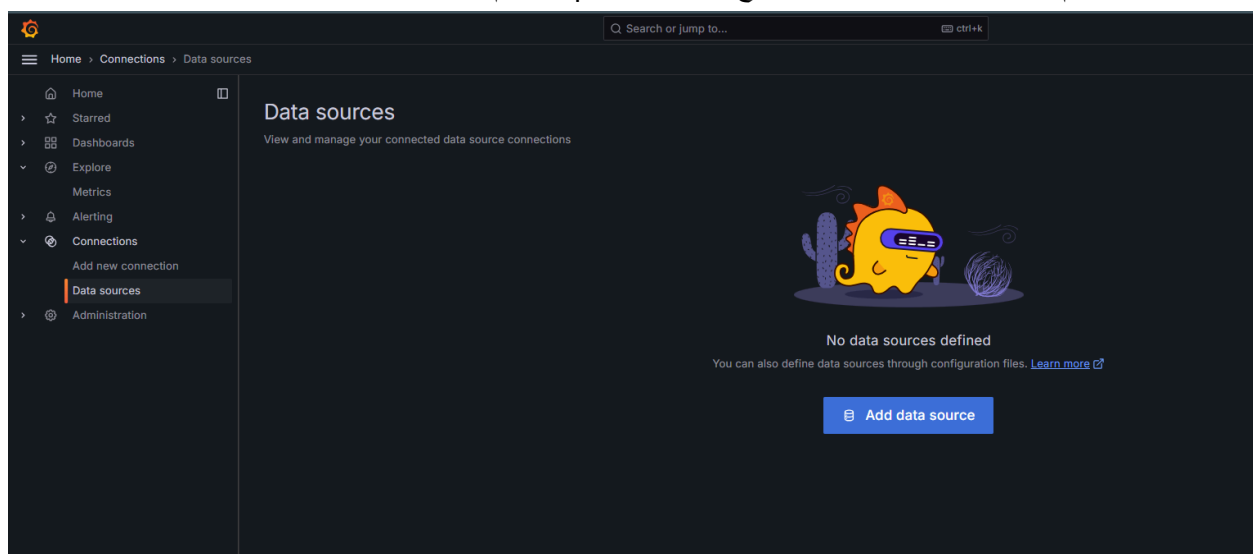 Search or jump to...
ctrl+k
Home › Connections › Data sources
Home
Starred
Dashboards
Explore
Metrics
Alerting
Connections
Add new connection
Data sources
Administration
Data sources
View and manage your connected data source connections
No data sources defined
You can also define data sources through configuration files. Learn more
Add data source